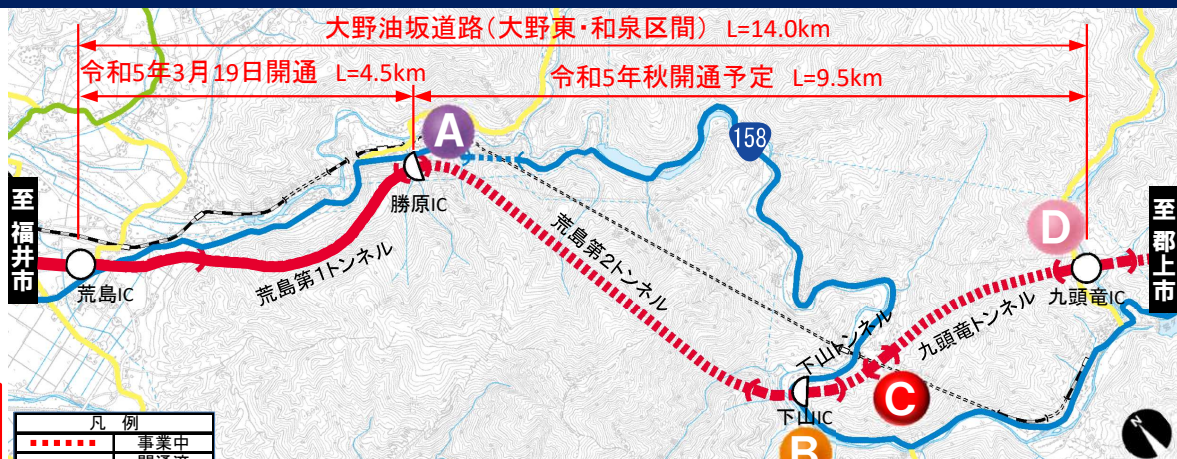 大野油坂道路(大野東・和泉区間) L=14.0km
令和5年3月19日開通 L=4.5km
令和5年秋開通予定 L=9.5km
A
158
勝原IC
至福井市
荒島IC
荒島第1トンネル
荒島第2トンネル
D
至郡上市
九頭竜IC
九頭竜トンネル
下山トンネル
C
下山IC
B
凡 例
事業中